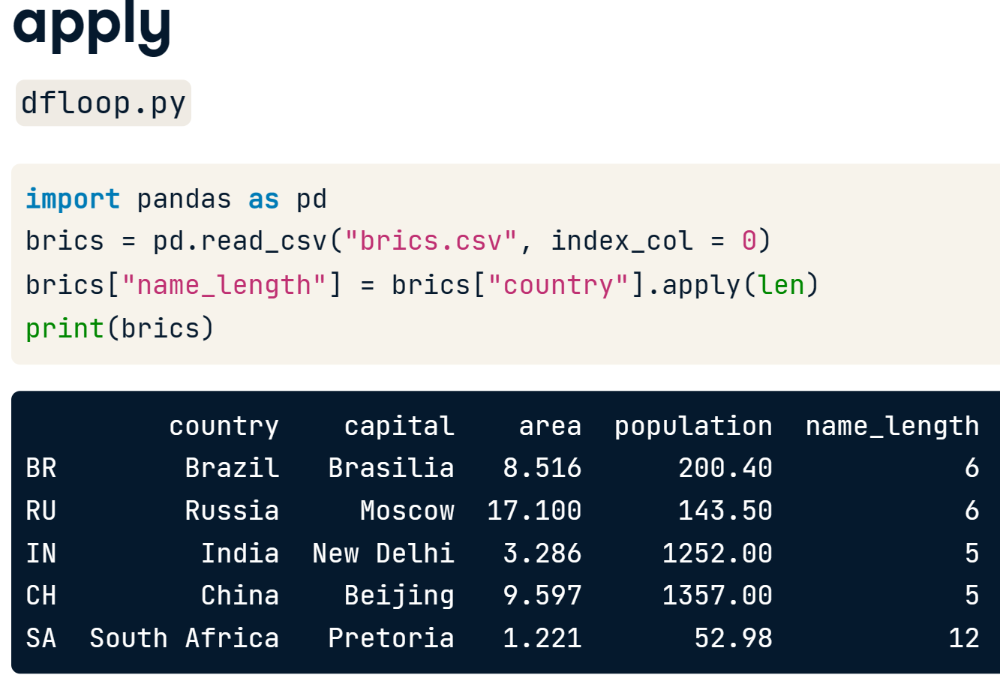 apply
dfloop.py
import pandas as pd
brics = pd.read_csv("brics.csv", index_col = 0)
brics["name_length"] = brics["country"].apply(len)
print(brics)
country capital area population name_length
BR Brazil Brasilia 8.516 200.40 6
RU Russia Moscow 17.100 143.50 6
IN India New Delhi 3.286 1252.00 5
CH China Beijing 9.597 1357.00 5
SA South Africa Pretoria 1.221 52.98 12